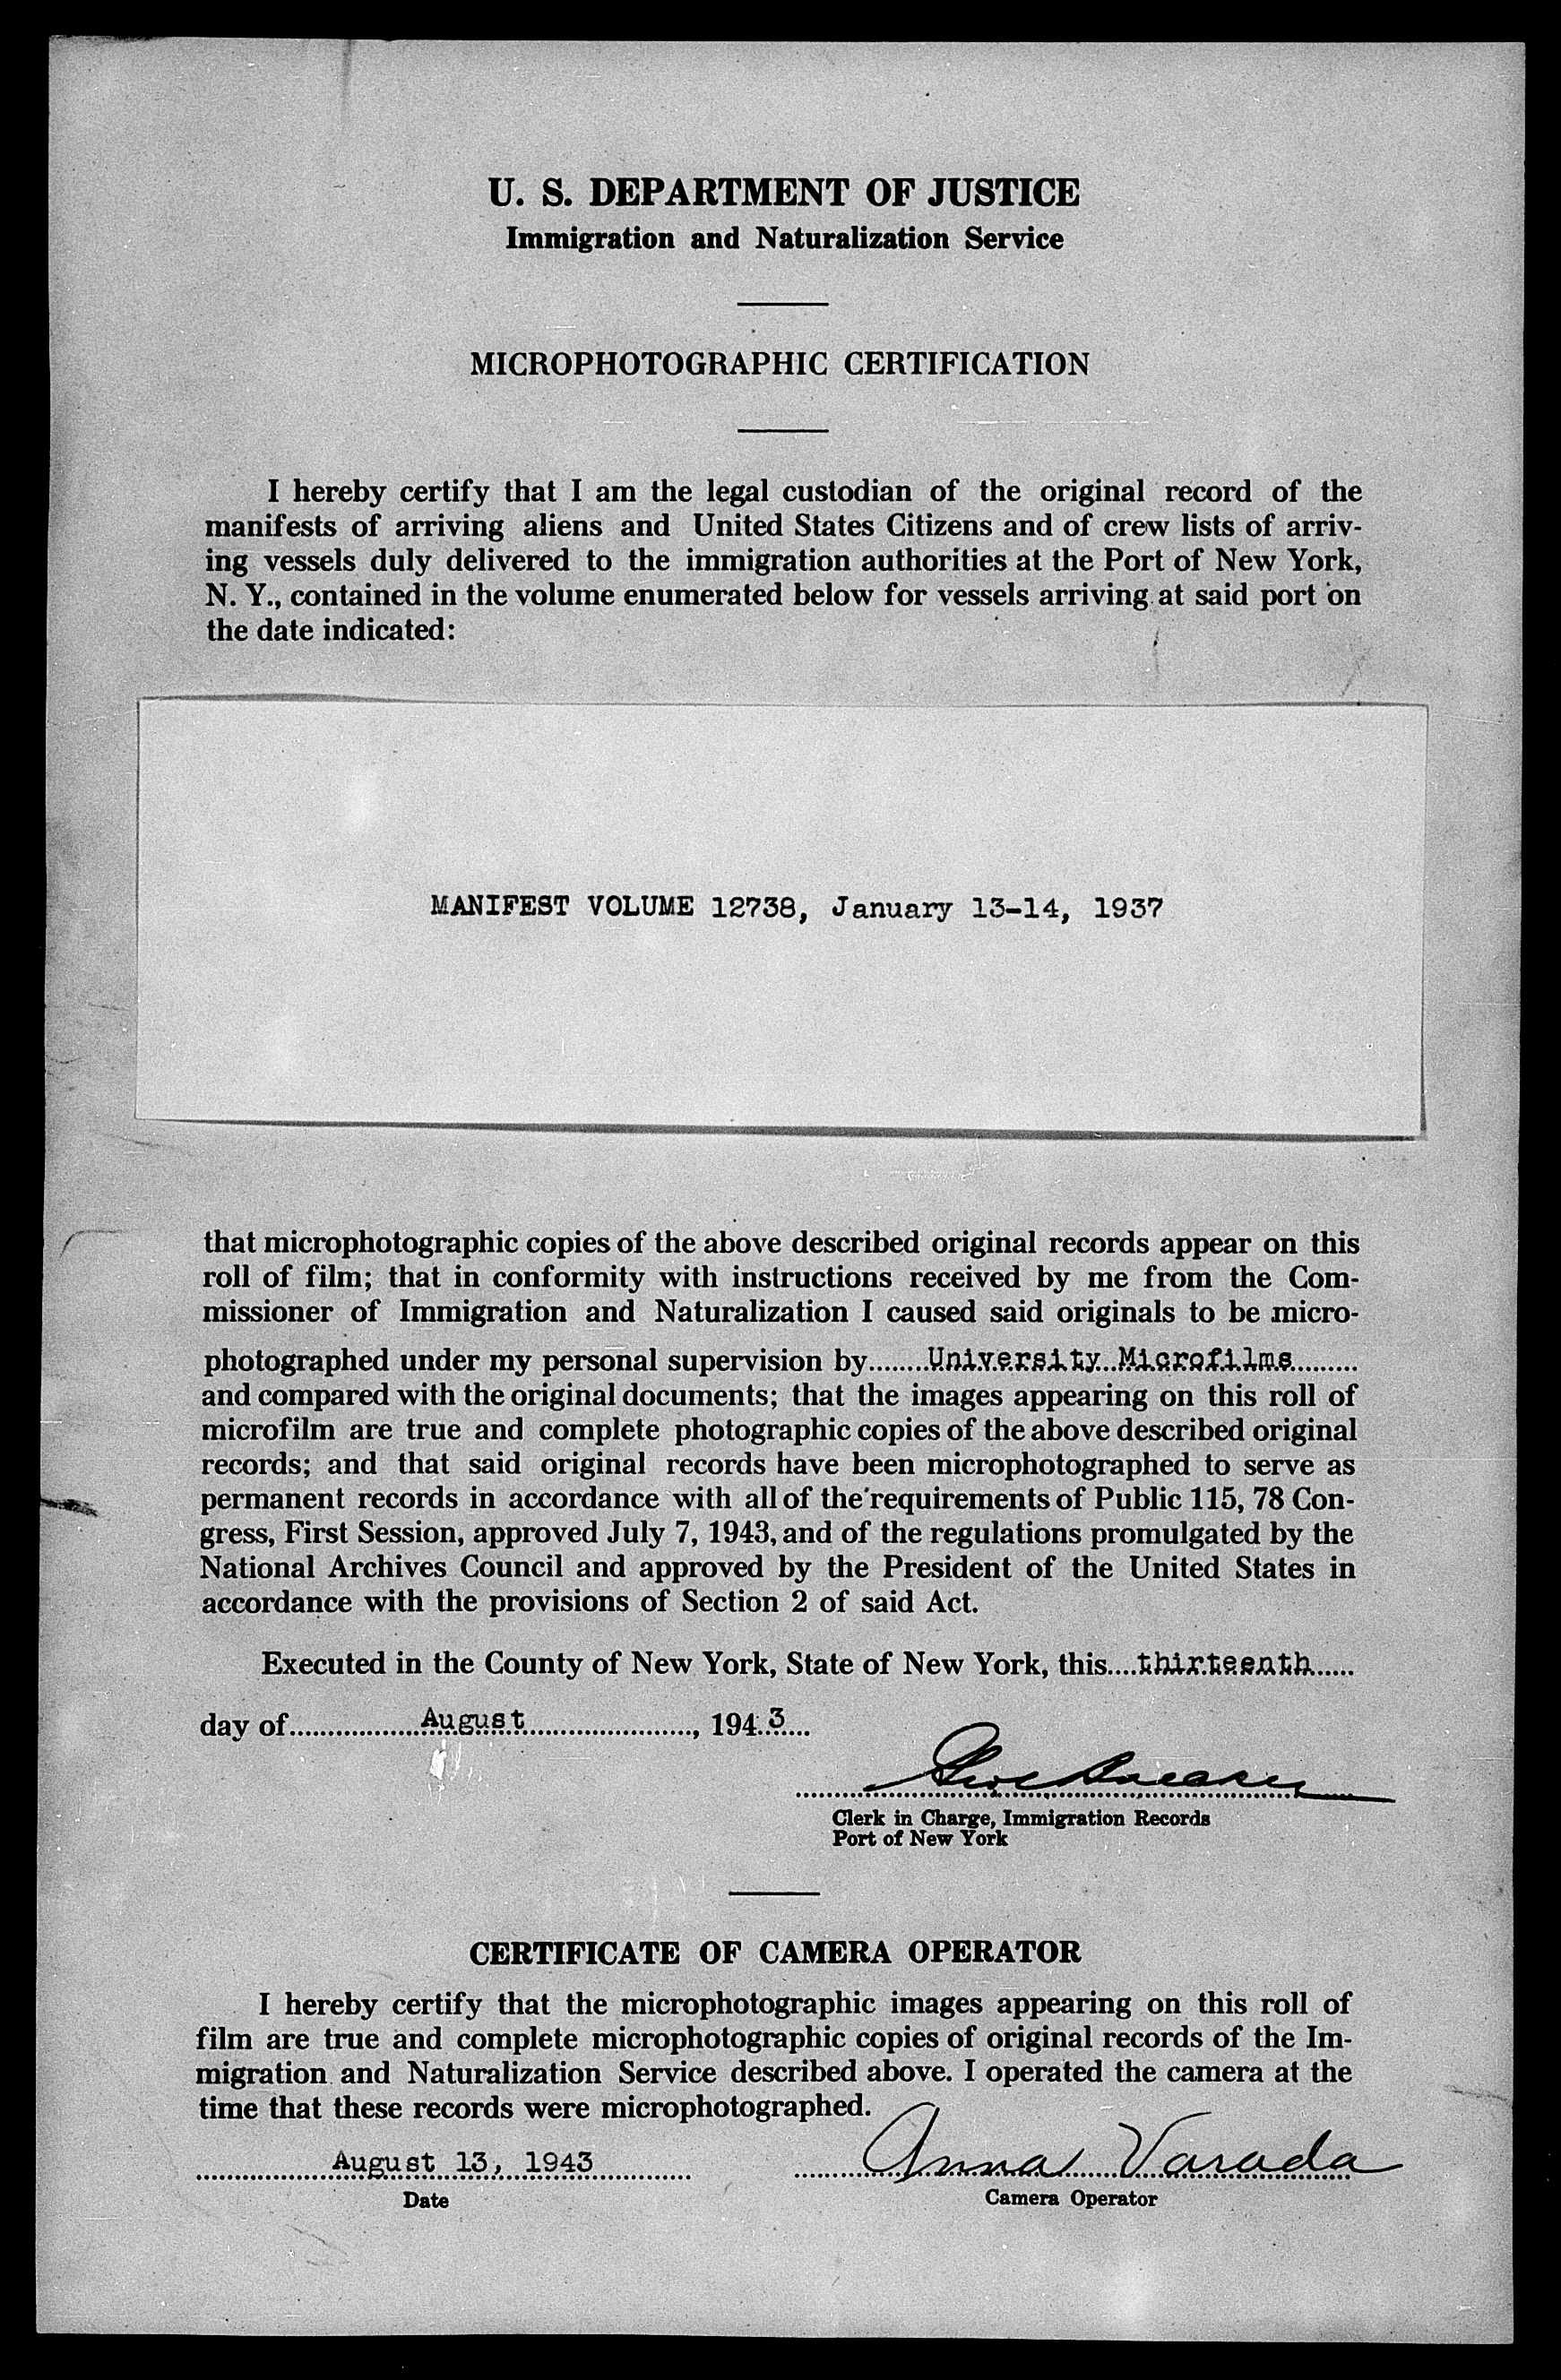 U. S. DEPARTMENT OF JUSTICE
Immigration and Naturalization Service
MICROPHOTOGRAPHIC CERTIFICATION
I hereby certify that I am the legal custodian of the original record of the
manifests of arriving aliens and United States Citizens and of crew lists of arriv-
ing vessels duly delivered to the immigration authorities at the Port of New York,
N. Y., contained in the volume enumerated below for vessels arriving at said port on
the date indicated:
MANIFEST VOLUME 12738, January 13-14, 1937
that microphotographic copies of the above described original records appear on this
roll of film; that in conformity with instructions received by me from the Com-
missioner of Immigration and Naturalization I caused said originals to be micro-
photographed under my personal supervision by........University Microfilms.........
and compared with the original documents; that the images appearing on this roll of
microfilm are true and complete photographic copies of the above described original
records; and that said original records have been microphotographed to serve as
permanent records in accordance with all of the requirements of Public 115, 78 Con-
gress, First Session, approved July 7, 1943, and of the regulations promulgated by the
National Archives Council and approved by the President of the United States in
accordance with the provisions of Section 2 of said Act.
Executed in the County of New York, State of New York, this....thirteenth......
day of.................August......................, 194..3....
Clerk in Charge, Immigration Records
Port of New York
CERTIFICATE OF CAMERA OPERATOR
I hereby certify that the microphotographic images appearing on this roll of
film are true and complete microphotographic copies of original records of the Im-
migration and Naturalization Service described above. I operated the camera at the
time that these records were microphotographed.
August 13, 1943 Anna Varada
Date Camera Operator